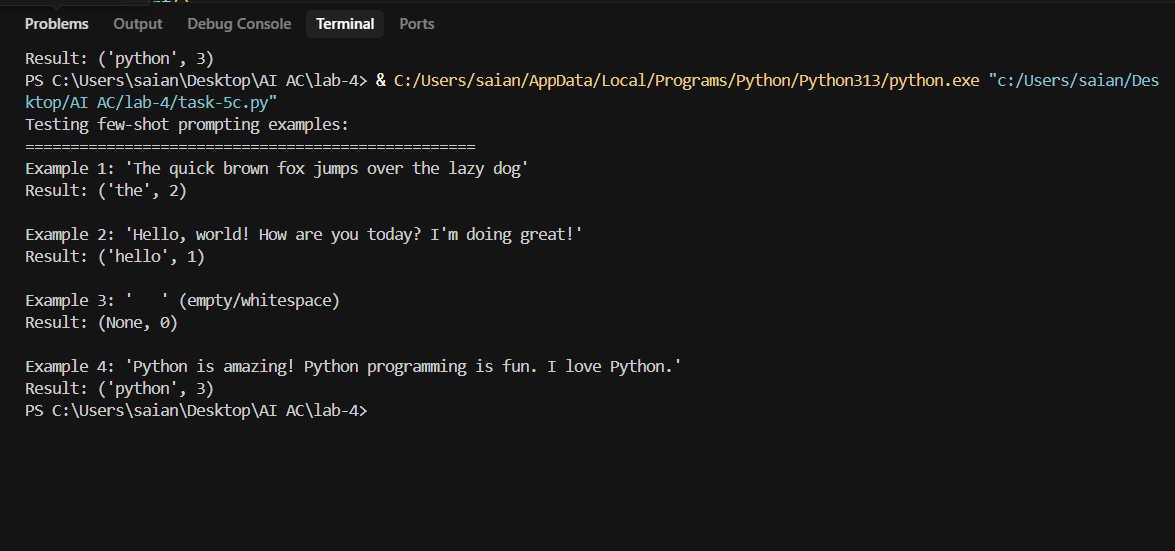 Problems Output Debug Console Terminal Ports
Result: ('python', 3)
PS C:\Users\saian\Desktop\AI AC\lab-4> & C:/Users/saian/AppData/Local/Programs/Python/Python313/python.exe "c:/Users/saian/Des
ktop/AI AC/lab-4/task-5c.py"
Testing few-shot prompting examples:
==================================================
Example 1: 'The quick brown fox jumps over the lazy dog'
Result: ('the', 2)
Example 2: 'Hello, world! How are you today? I'm doing great!'
Result: ('hello', 1)
Example 3: '   ' (empty/whitespace)
Result: (None, 0)
Example 4: 'Python is amazing! Python programming is fun. I love Python.'
Result: ('python', 3)
PS C:\Users\saian\Desktop\AI AC\lab-4>